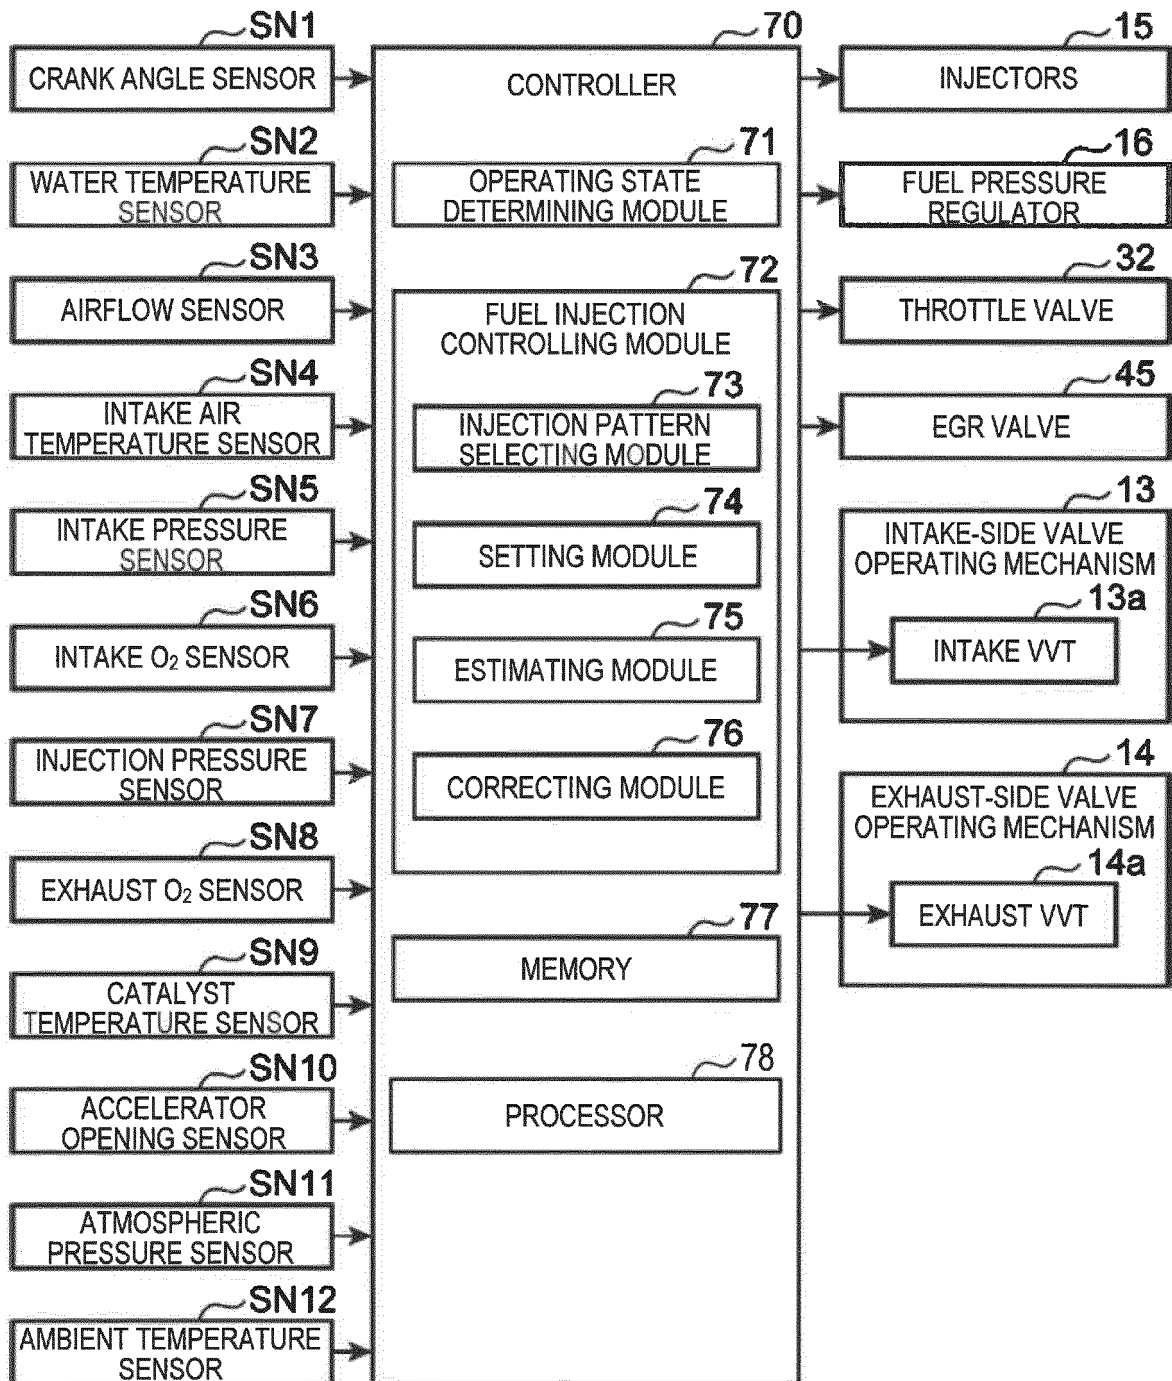 SN1
CRANK ANGLE SENSOR
SN2
WATER TEMPERATURE
SENSOR
SN3
AIRFLOW SENSOR
SN4
INTAKE AIR
TEMPERATURE SENSOR
SN5
INTAKE PRESSURE
SENSOR
SN6
INTAKE O₂ SENSOR
SN7
INJECTION PRESSURE
SENSOR
SN8
EXHAUST O₂ SENSOR
SN9
CATALYST
TEMPERATURE SENSOR
SN10
ACCELERATOR
OPENING SENSOR
SN11
ATMOSPHERIC
PRESSURE SENSOR
SN12
AMBIENT TEMPERATURE
SENSOR
70
CONTROLLER
71
OPERATING STATE
DETERMINING MODULE
72
FUEL INJECTION
CONTROLLING MODULE
73
INJECTION PATTERN
SELECTING MODULE
74
SETTING MODULE
75
ESTIMATING MODULE
76
CORRECTING MODULE
77
MEMORY
78
PROCESSOR
15
INJECTORS
16
FUEL PRESSURE
REGULATOR
32
THROTTLE VALVE
45
EGR VALVE
13
INTAKE-SIDE VALVE
OPERATING MECHANISM
13a
INTAKE VVT
14
EXHAUST-SIDE VALVE
OPERATING MECHANISM
14a
EXHAUST VVT